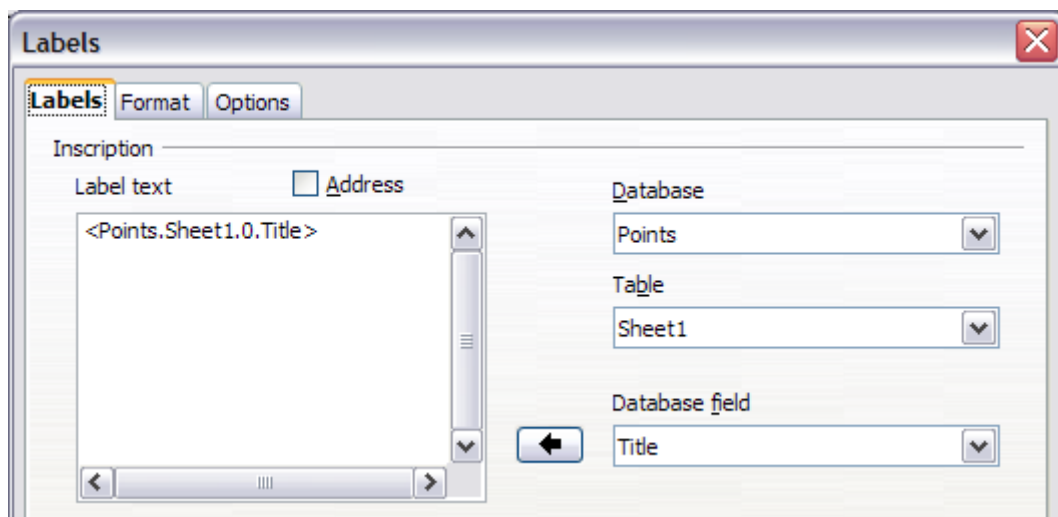 Labels
Labels Format Options
Inscription
Label text Address
<Points.Sheet1.0.Title>
Database
Points
Table
Sheet1
Database field
Title